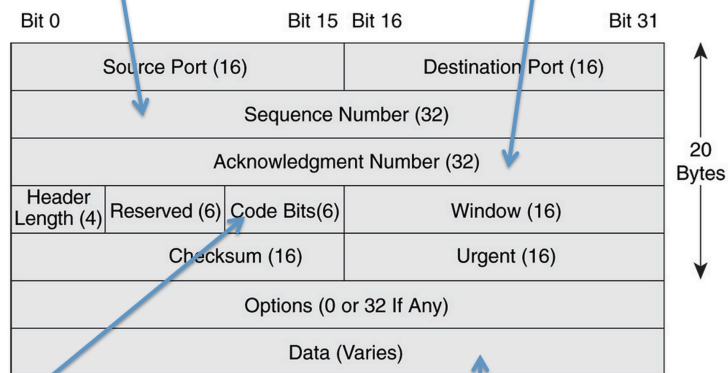 Bit 0 Bit 15 Bit 16 Bit 31
Source Port (16) Destination Port (16)
Sequence Number (32)
Acknowledgment Number (32)
20
Bytes
Header
Length (4) Reserved (6) Code Bits(6) Window (16)
Checksum (16) Urgent (16)
Options (0 or 32 If Any)
Data (Varies)